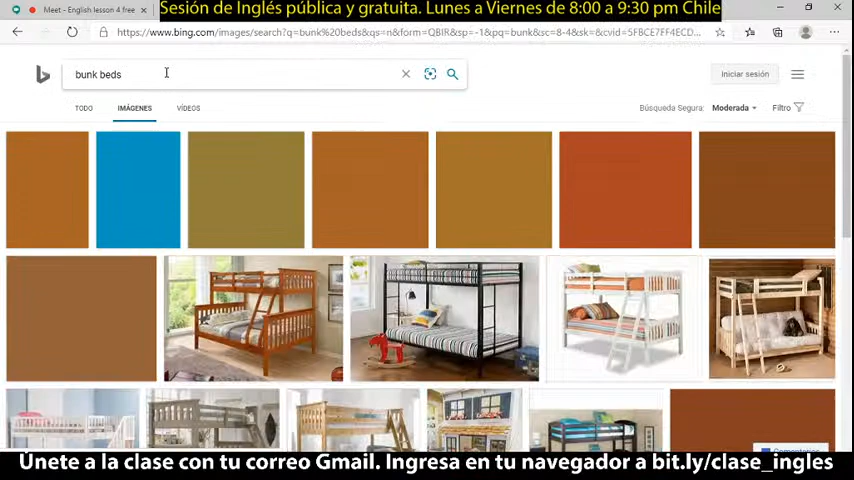 Sesión de Inglés pública y gratuita. Lunes a Viernes de 8:00 a 9:30 pm Chile
Meet - English lesson 4 free
https://www.bing.com/images/search?q=bunk%20beds&qs=n&form=QBIR&sp=-1&pq=bunk&sc=8-4&sk=&cvid=5FBCE7FF4ECD...
bunk beds
Iniciar sesión
TODO IMÁGENES VÍDEOS
Búsqueda Segura: Moderada Filtro
Comentarios
Únete a la clase con tu correo Gmail. Ingresa en tu navegador a bit.ly/clase_ingles